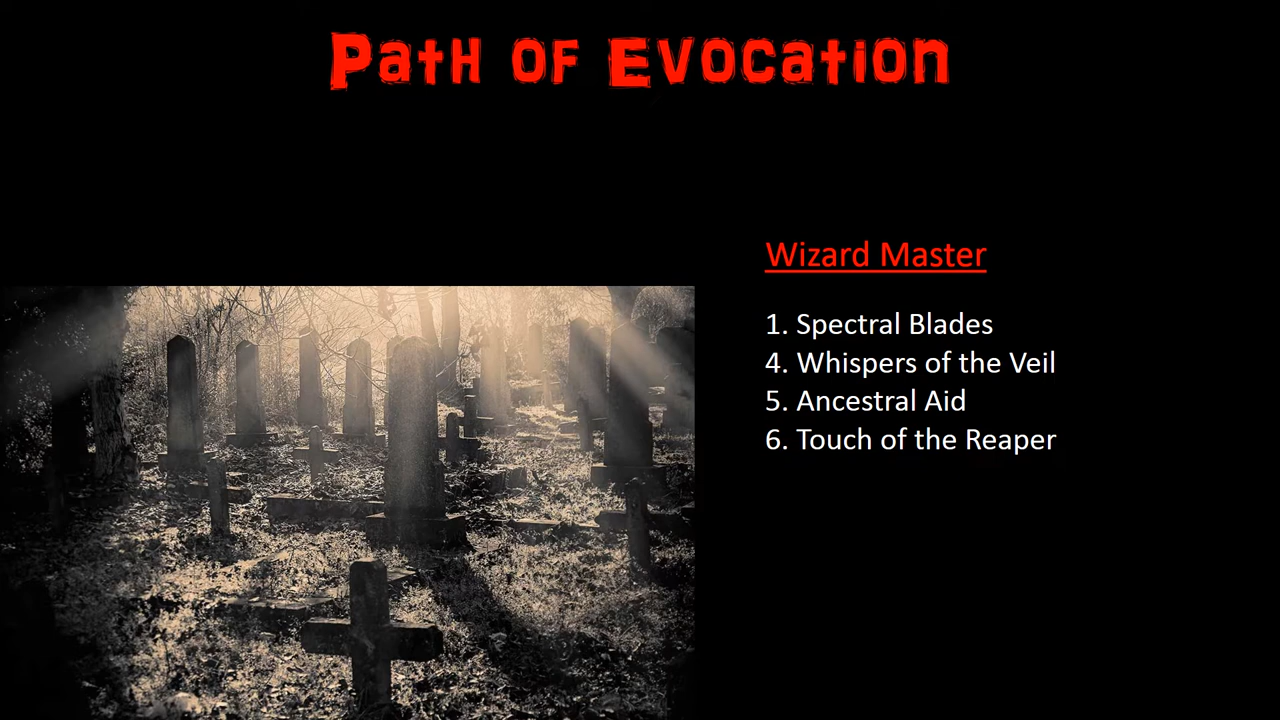 Path of Evocation
Wizard Master
1. Spectral Blades
4. Whispers of the Veil
5. Ancestral Aid
6. Touch of the Reaper